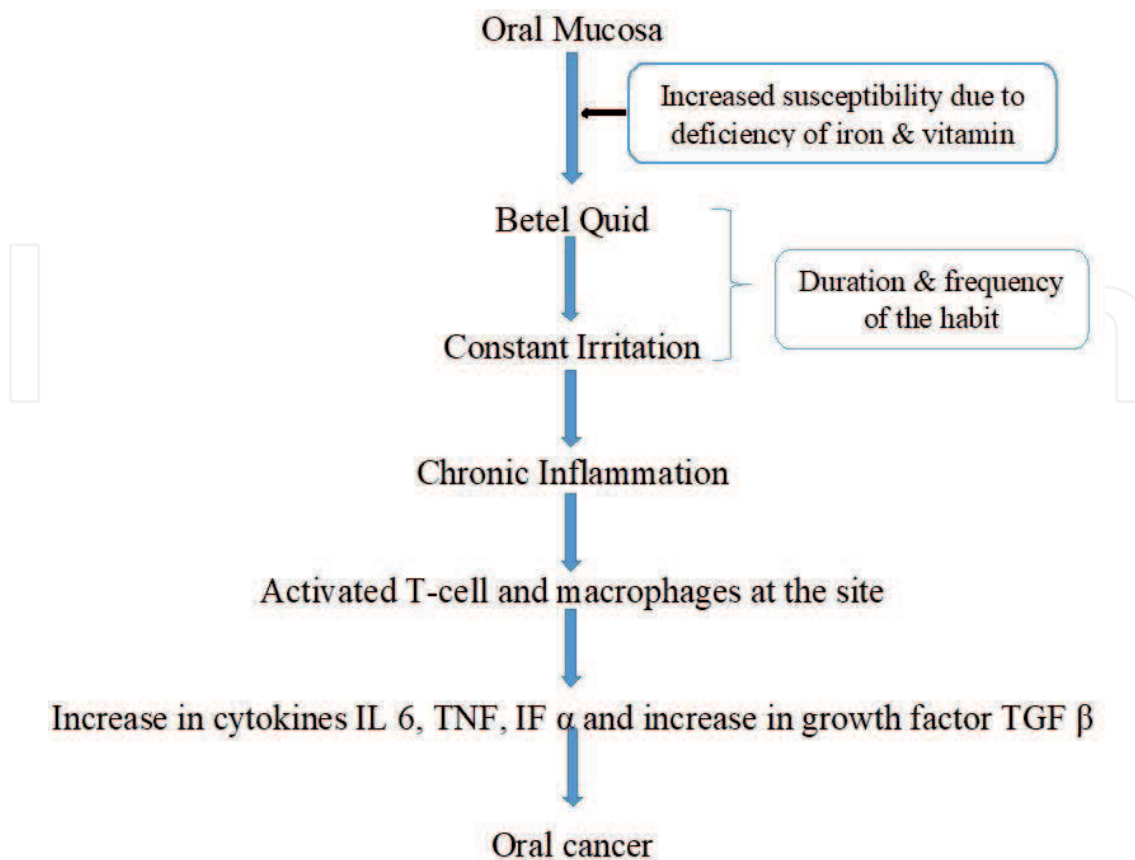 Oral Mucosa
Increased susceptibility due to
deficiency of iron & vitamin
Betel Quid
Duration & frequency
of the habit
Constant Irritation
Chronic Inflammation
Activated T-cell and macrophages at the site
Increase in cytokines IL 6, TNF, IF α and increase in growth factor TGF β
Oral cancer